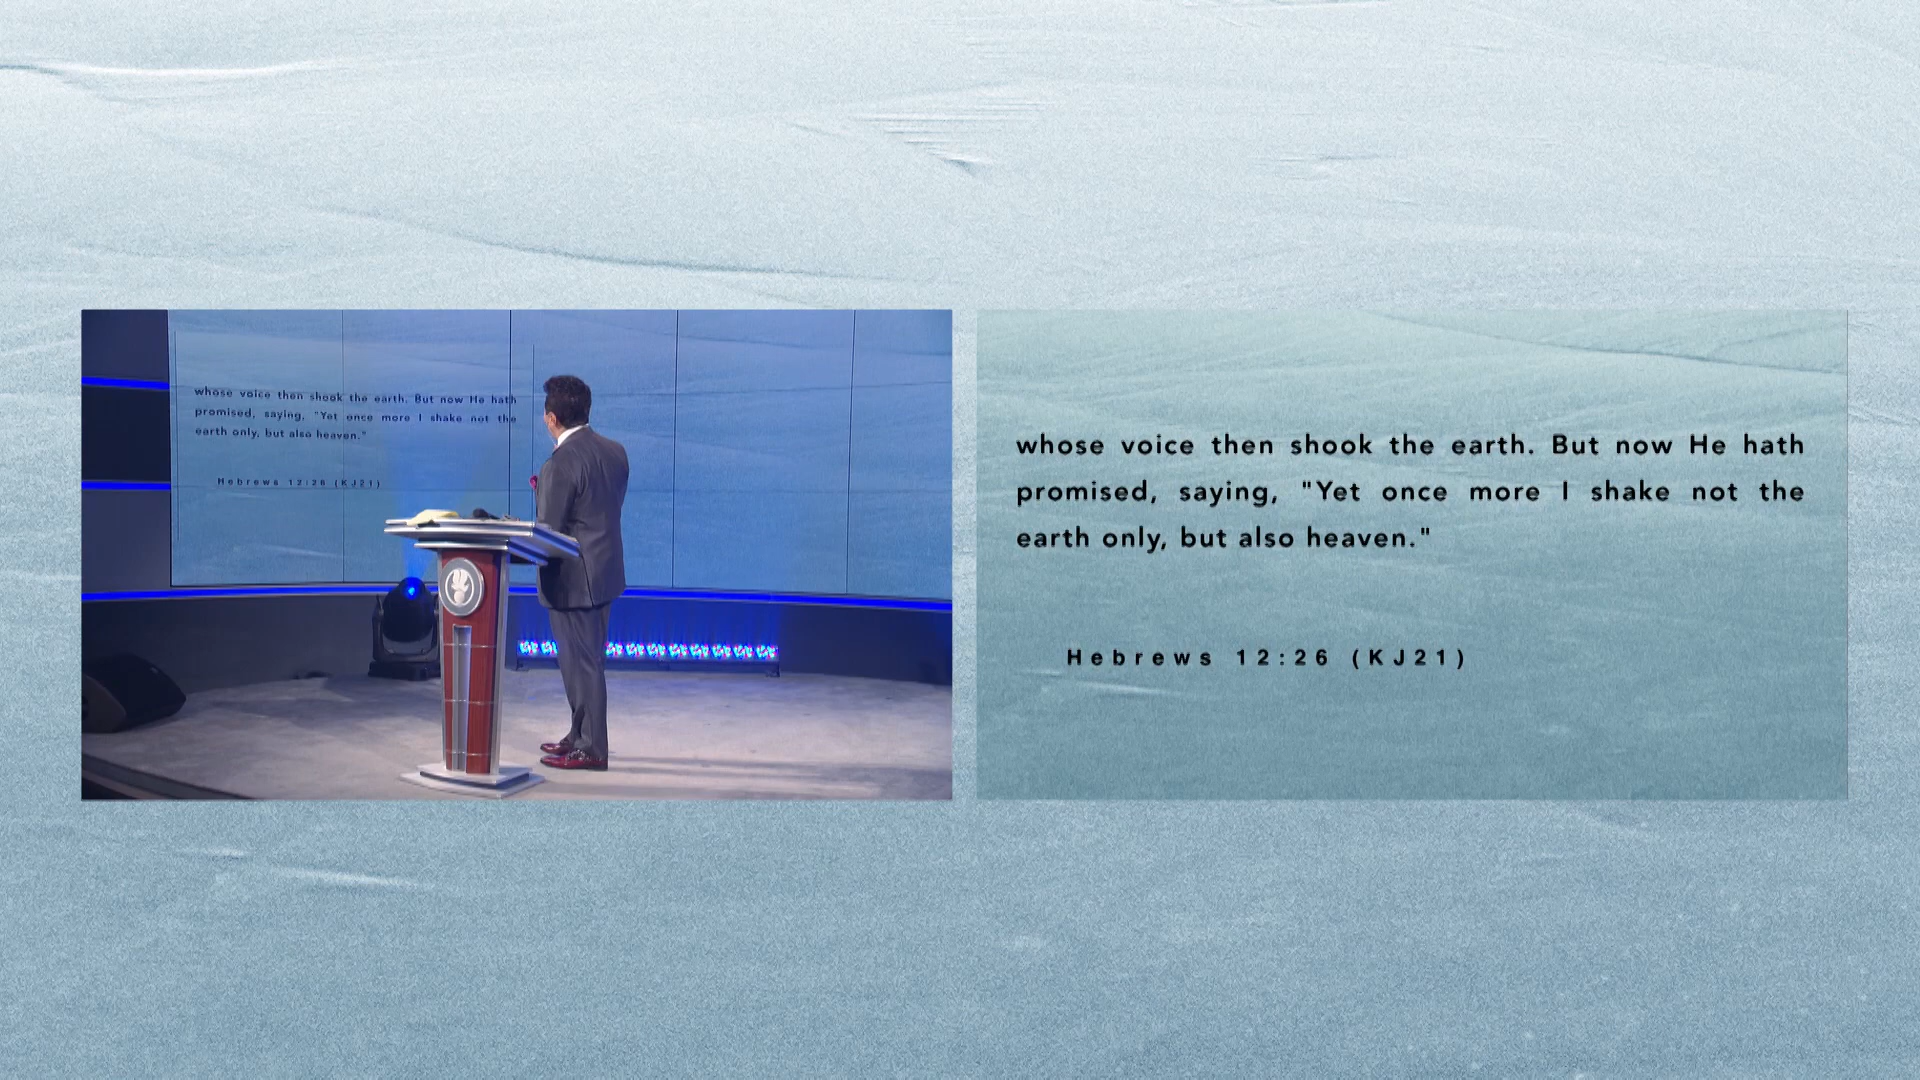 whose voice then shook the earth. But now He hath
promised, saying, "Yet once more I shake not the
earth only, but also heaven."
Hebrews 12:26 (KJ21)
whose voice then shook the earth. But now He hath
promised, saying, "Yet once more I shake not the
earth only, but also heaven."
Hebrews 12:26 (KJ21)